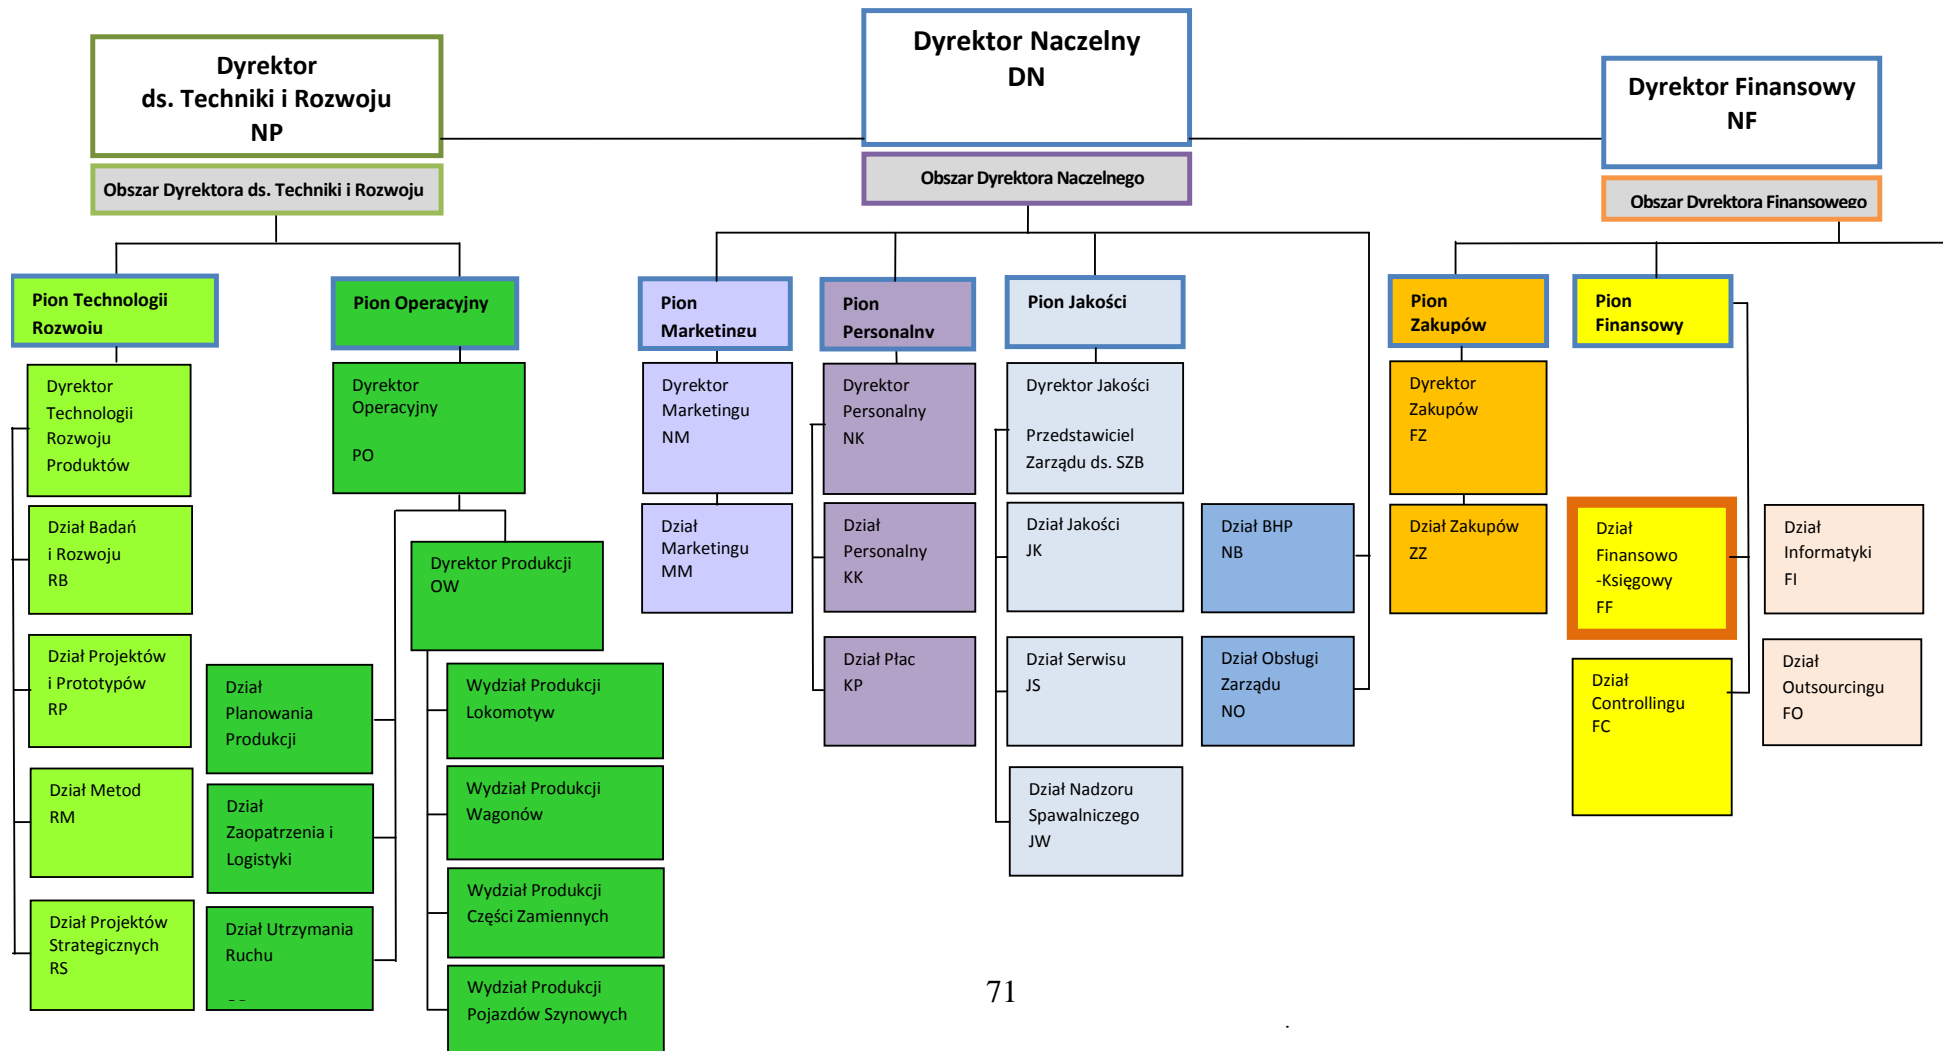 Dyrektor
ds. Techniki i Rozwoju
NP
Dyrektor Naczelny
DN
Dyrektor Finansowy
NF
Obszar Dyrektora ds. Techniki i Rozwoju
Obszar Dyrektora Naczelnego
Obszar Dyrektora Finansowego
Pion Technologii
Rozwoju
Pion Operacyjny
Pion
Marketingu
Pion
Personalny
Pion Jakości
Pion
Zakupów
Pion
Finansowy
Dyrektor
Technologii
Rozwoju
Produktów
Dyrektor
Operacyjny
PO
Dyrektor
Marketingu
NM
Dyrektor
Personalny
NK
Dyrektor Jakości
Przedstawiciel
Zarządu ds. SZB
Dyrektor
Zakupów
FZ
Dział Badań
i Rozwoju
RB
Dyrektor Produkcji
OW
Dział
Marketingu
MM
Dział
Personalny
KK
Dział Jakości
JK
Dział BHP
NB
Dział Zakupów
ZZ
Dział
Finansowo
-Księgowy
FF
Dział
Informatyki
FI
Dział Projektów
i Prototypów
RP
Dział
Planowania
Produkcji
Wydział Produkcji
Lokomotyw
Dział Płac
KP
Dział Serwisu
JS
Dział Obsługi
Zarządu
NO
Dział
Controllingu
FC
Dział
Outsourcingu
FO
Dział Metod
RM
Dział
Zaopatrzenia i
Logistyki
Wydział Produkcji
Wagonów
Dział Nadzoru
Spawalniczego
JW
Dział Projektów
Strategicznych
RS
Dział Utrzymania
Ruchu
Wydział Produkcji
Części Zamiennych
Wydział Produkcji
Pojazdów Szynowych
71
.